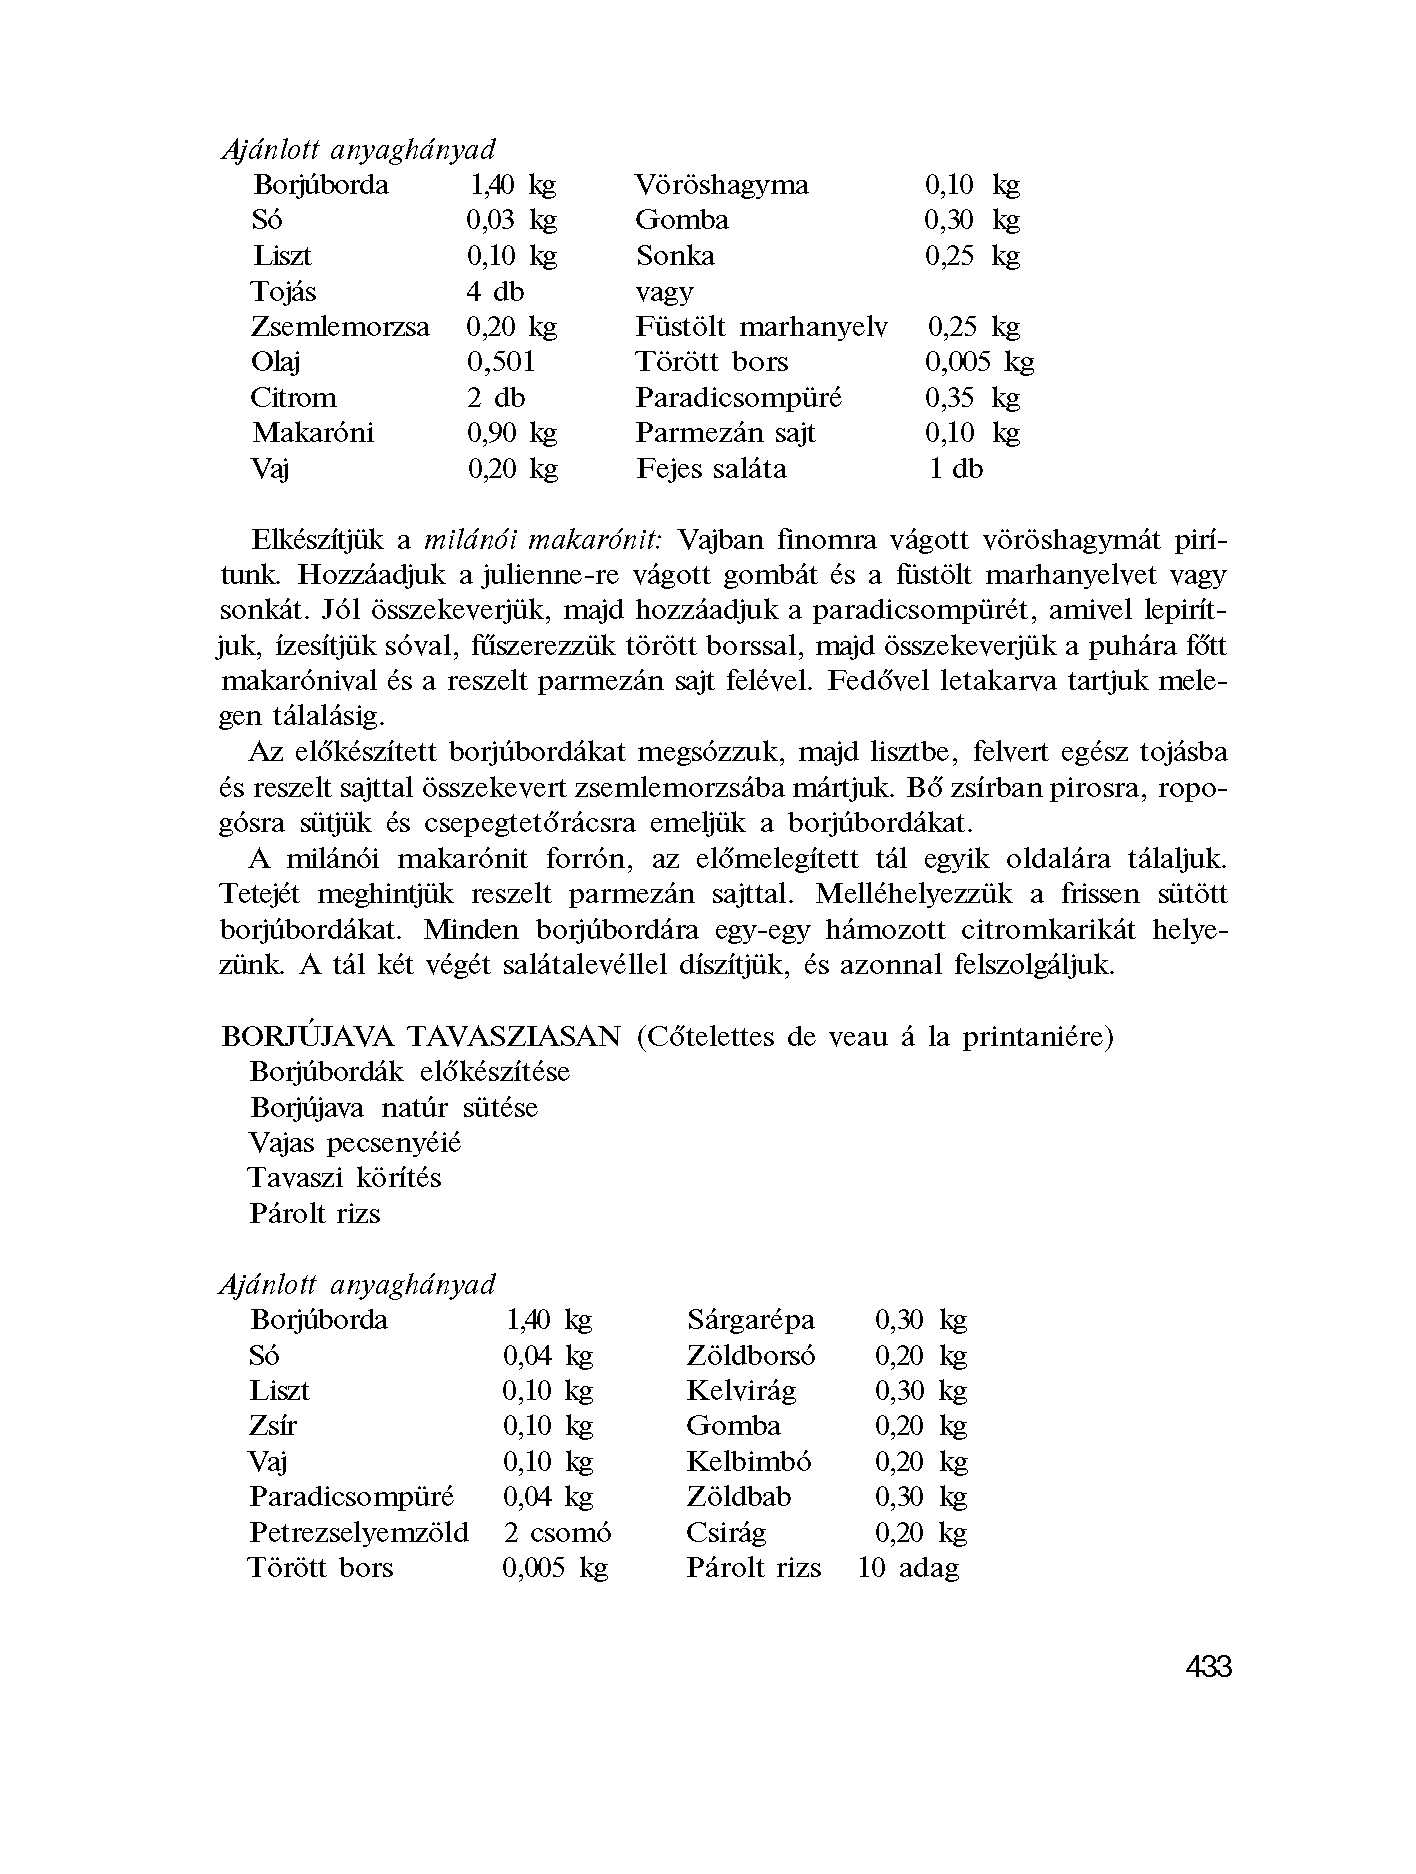 Ajánlott anyaghányad
Borjúborda 1,40 kg Vöröshagyma 0,10 kg
Só 0,03 kg Gomba 0,30 kg
Liszt 0,10 kg Sonka 0,25 kg
Tojás 4 db vagy
Zsemlemorzsa 0,20 kg Füstölt marhanyelv 0,25 kg
Olaj 0,501 Törött bors 0,005 kg
Citrom 2 db Paradicsompüré 0,35 kg
Makaróni 0,90 kg Parmezán sajt 0,10 kg
Vaj 0,20 kg Fejes saláta 1 db
Elkészítjük a milánói makarónit: Vajban finomra vágott vöröshagymát pirí-
tunk. Hozzáadjuk a julienne-re vágott gombát és a füstölt marhanyelvet vagy
sonkát. Jól összekeverjük, majd hozzáadjuk a paradicsompürét, amivel lepirít-
juk, ízesítjük sóval, fűszerezzük törött borssal, majd összekeverjük a puhára főtt
makarónival és a reszelt parmezán sajt felével. Fedővel letakarva tartjuk mele-
gen tálalásig.
Az előkészített borjúbordákat megsózzuk, majd lisztbe, felvert egész tojásba
és reszelt sajttal összekevert zsemlemorzsába mártjuk. Bő zsírban pirosra, ropo-
gósra sütjük és csepegtetőrácsra emeljük a borjúbordákat.
A milánói makarónit forrón, az előmelegített tál egyik oldalára tálaljuk.
Tetejét meghintjük reszelt parmezán sajttal. Melléhelyezzük a frissen sütött
borjúbordákat. Minden borjúbordára egy-egy hámozott citromkarikát helye-
zünk. A tál két végét salátalevéllel díszítjük, és azonnal felszolgáljuk.
BORJÚJAVA TAVASZIASAN (Cőtelettes de veau á la printaniére)
Borjúbordák előkészítése
Borjújava natúr sütése
Vajas pecsenyéié
Tavaszi körítés
Párolt rizs
Ajánlott anyaghányad
Borjúborda 1,40 kg Sárgarépa 0,30 kg
Só 0,04 kg Zöldborsó 0,20 kg
Liszt 0,10 kg Kelvirág 0,30 kg
Zsír 0,10 kg Gomba 0,20 kg
Vaj 0,10 kg Kelbimbó 0,20 kg
Paradicsompüré 0,04 kg Zöldbab 0,30 kg
Petrezselyemzöld 2 csomó Csirág 0,20 kg
Törött bors 0,005 kg Párolt rizs 10 adag
433